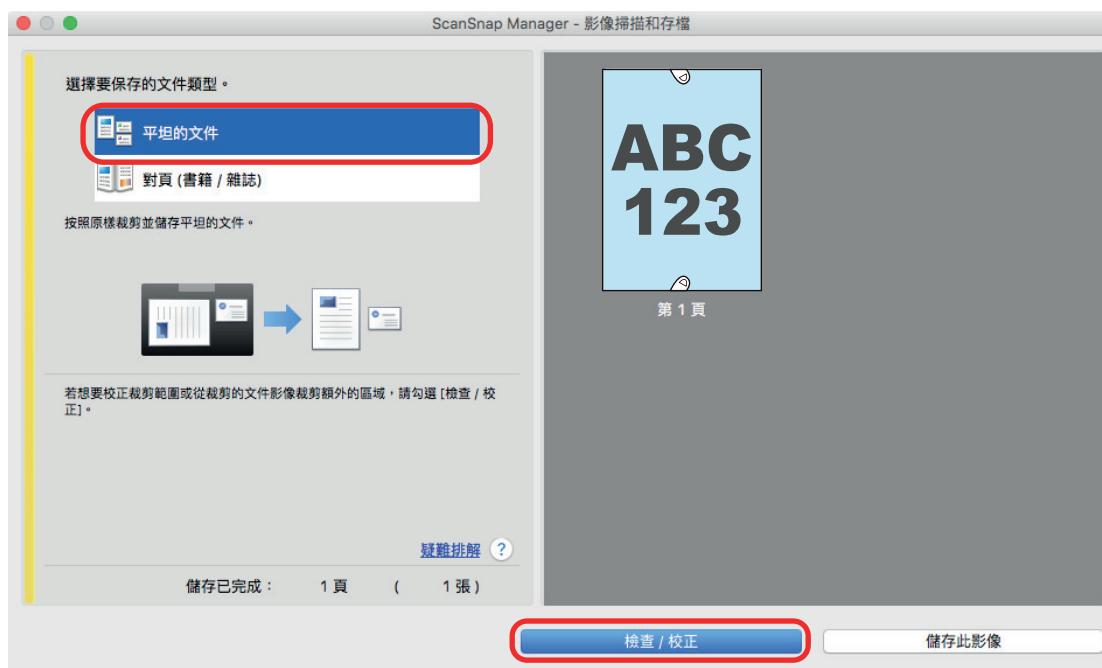 ScanSnap Manager - 影像掃描和存檔
選擇要保存的文件類型。
平坦的文件
對頁 (書籍 / 雜誌)
按照原樣裁剪並儲存平坦的文件。
若想要校正裁剪範圍或從裁剪的文件影像裁剪額外的區域，請勾選 [檢查 / 校
正]。
疑難排解 ?
儲存已完成： 1 頁 ( 1 張 )
ABC
123
第 1 頁
檢查 / 校正
儲存此影像